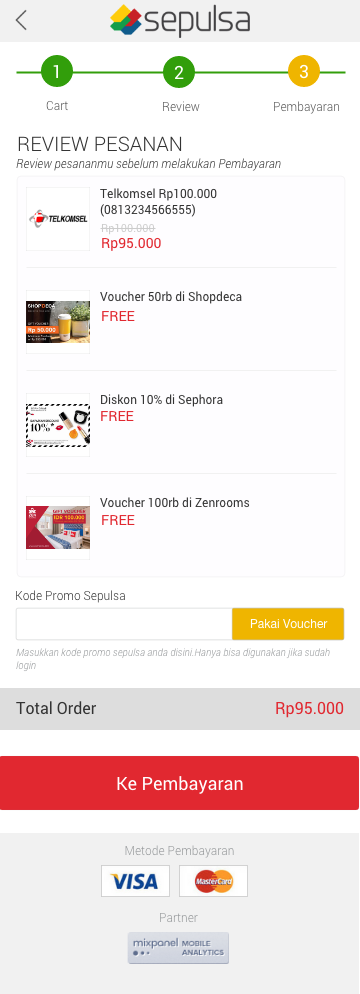 sepulsa
1 2 3
Cart Review Pembayaran
REVIEW PESANAN
Review pesananmu sebelum melakukan Pembayaran
TELKOMSEL
Telkomsel Rp100.000
(0813234566555)
Rp100.000
Rp95.000
SHOPDECA
Rp 50.000
Voucher 50rb di Shopdeca
FREE
10%*
Diskon 10% di Sephora
FREE
GIFT VOUCHER
IDR 100.000
Voucher 100rb di Zenrooms
FREE
Kode Promo Sepulsa
Pakai Voucher
Masukkan kode promo sepulsa anda disini.Hanya bisa digunakan jika sudah
login
Total Order Rp95.000
Ke Pembayaran
Metode Pembayaran
VISA MasterCard
Partner
mixpanel MOBILE
ANALYTICS